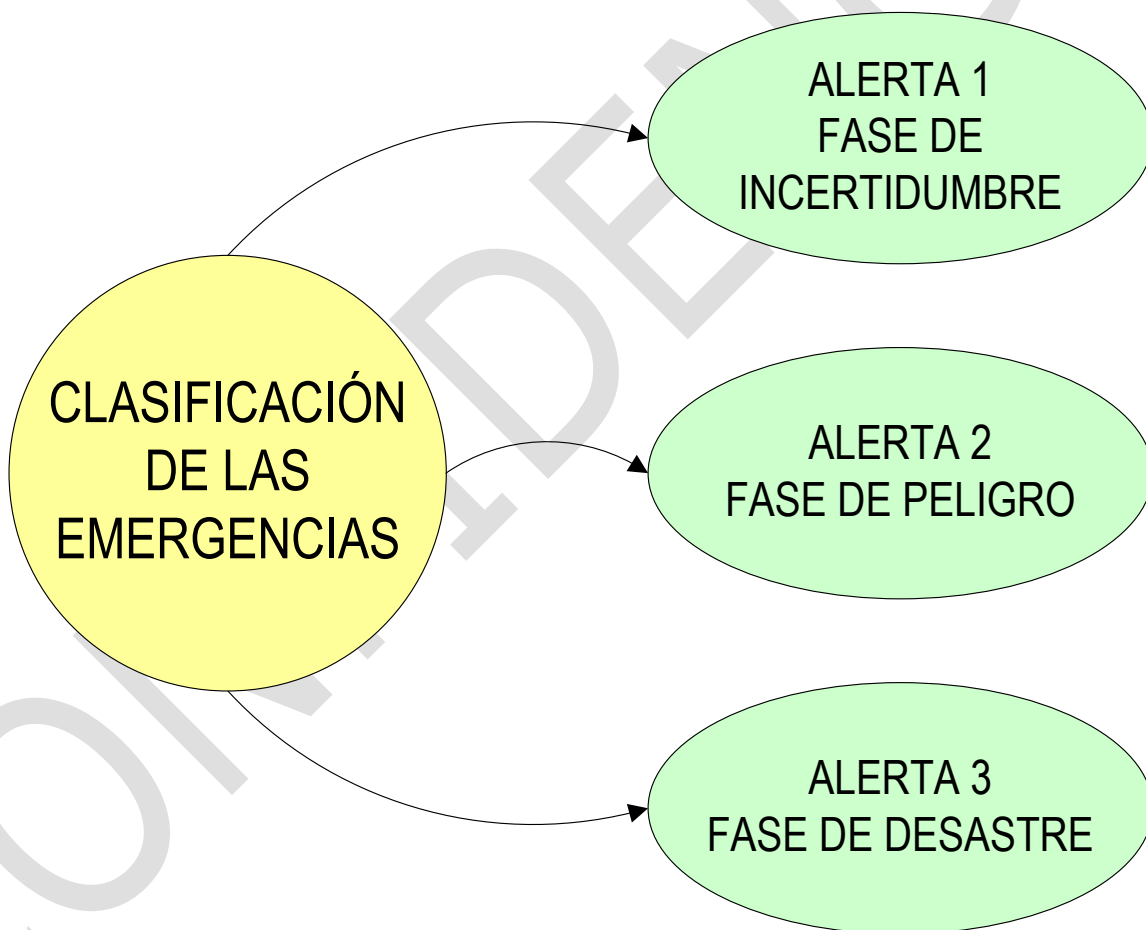 ALERTA 1
FASE DE
INCERTIDUMBRE
CLASIFICACIÓN
DE LAS
EMERGENCIAS
ALERTA 2
FASE DE PELIGRO
ALERTA 3
FASE DE DESASTRE